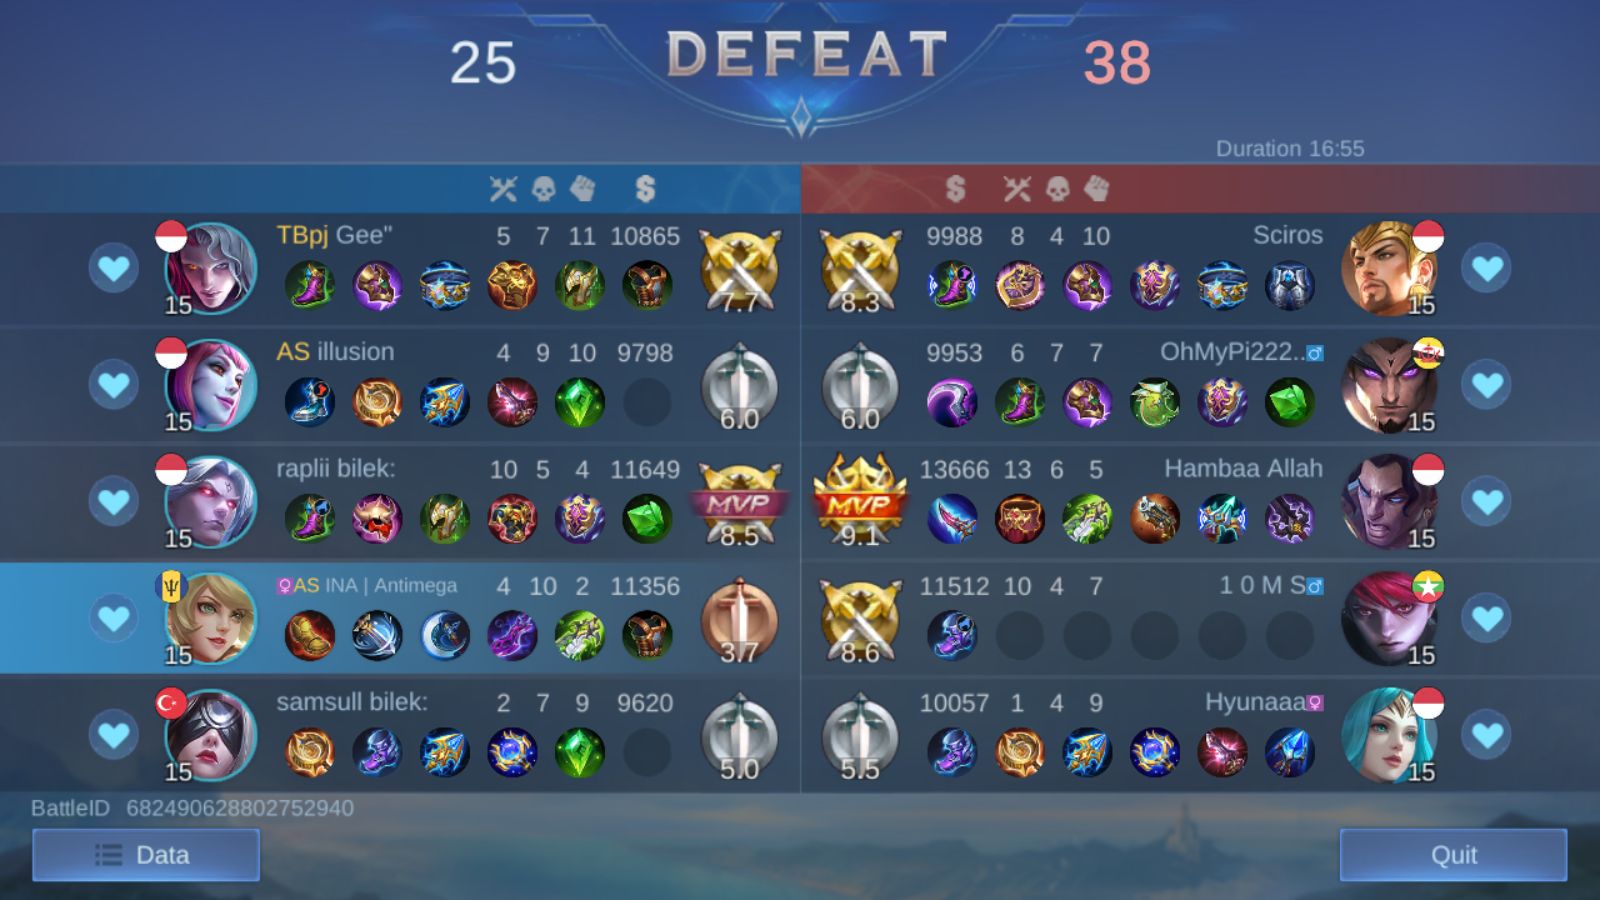 25 DEFEAT 38
Duration 16:55
TBpj Gee" 5 7 11 10865 7.7 15
8.3 9988 8 4 10 Sciros 15
AS illusion 4 9 10 9798 6.0 15
6.0 9953 6 7 7 OhMyPi222.. 15
raplii bilek: 10 5 4 11649 MVP 8.5 15
MVP 9.1 13666 13 6 5 Hambaa Allah 15
AS INA | Antimega 4 10 2 11356 3.7 15
8.6 11512 10 4 7 1 0 M S 15
samsull bilek: 2 7 9 9620 5.0 15
5.5 10057 1 4 9 Hyunaaa 15
BattleID 682490628802752940
Data
Quit